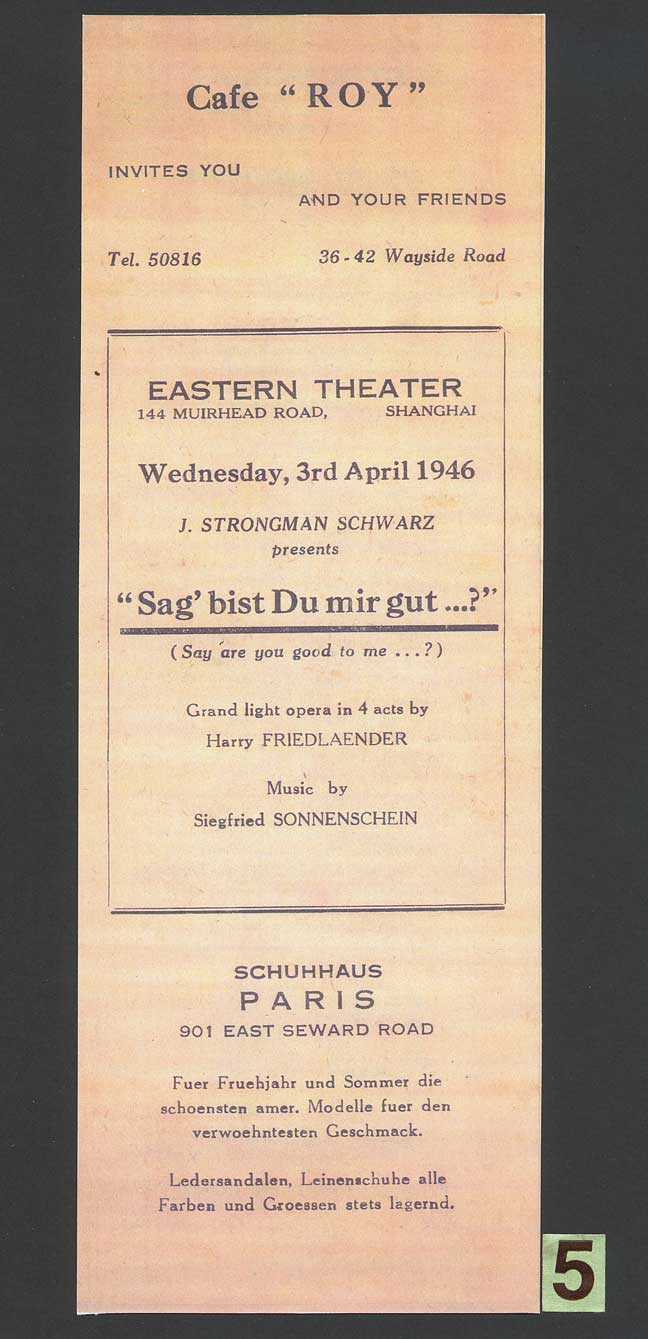 Cafe “ROY”
INVITES YOU
AND YOUR FRIENDS
Tel. 50816 36-42 Wayside Road
EASTERN THEATER
144 MUIRHEAD ROAD, SHANGHAI
Wednesday, 3rd April 1946
J. STRONGMAN SCHWARZ
presents
“Sag’ bist Du mir gut ...?”
(Say are you good to me ...?)
Grand light opera in 4 acts by
Harry FRIEDLAENDER
Music by
Siegfried SONNENSCHEIN
SCHUHHAUS
PARIS
901 EAST SEWARD ROAD
Fuer Fruehjahr und Sommer die
schoensten amer. Modelle fuer den
verwoehntesten Geschmack.
Ledersandalen, Leinenschuhe alle
Farben und Groessen stets lagernd.
5